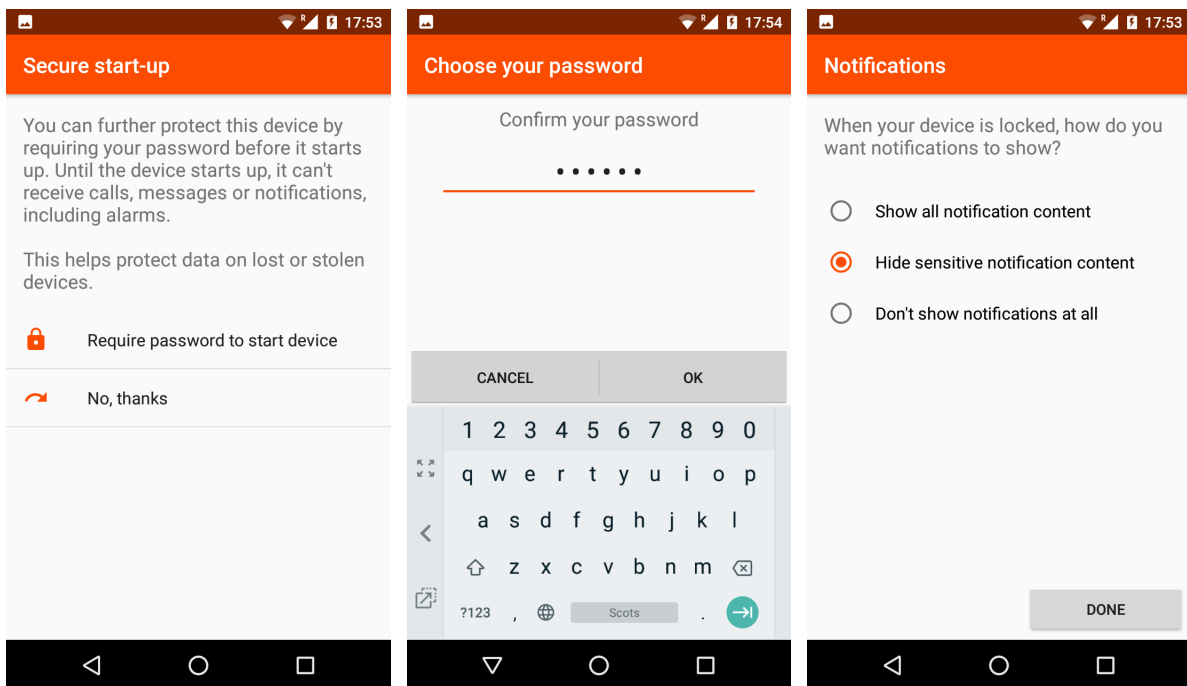 R 17:53
Secure start-up
You can further protect this device by
requiring your password before it starts
up. Until the device starts up, it can't
receive calls, messages or notifications,
including alarms.
This helps protect data on lost or stolen
devices.
Require password to start device
No, thanks
R 17:54
Choose your password
Confirm your password
••••••
CANCEL OK
1 2 3 4 5 6 7 8 9 0
q w e r t y u i o p
a s d f g h j k l
z x c v b n m
?123 , Scots .
R 17:53
Notifications
When your device is locked, how do you
want notifications to show?
Show all notification content
Hide sensitive notification content
Don't show notifications at all
DONE